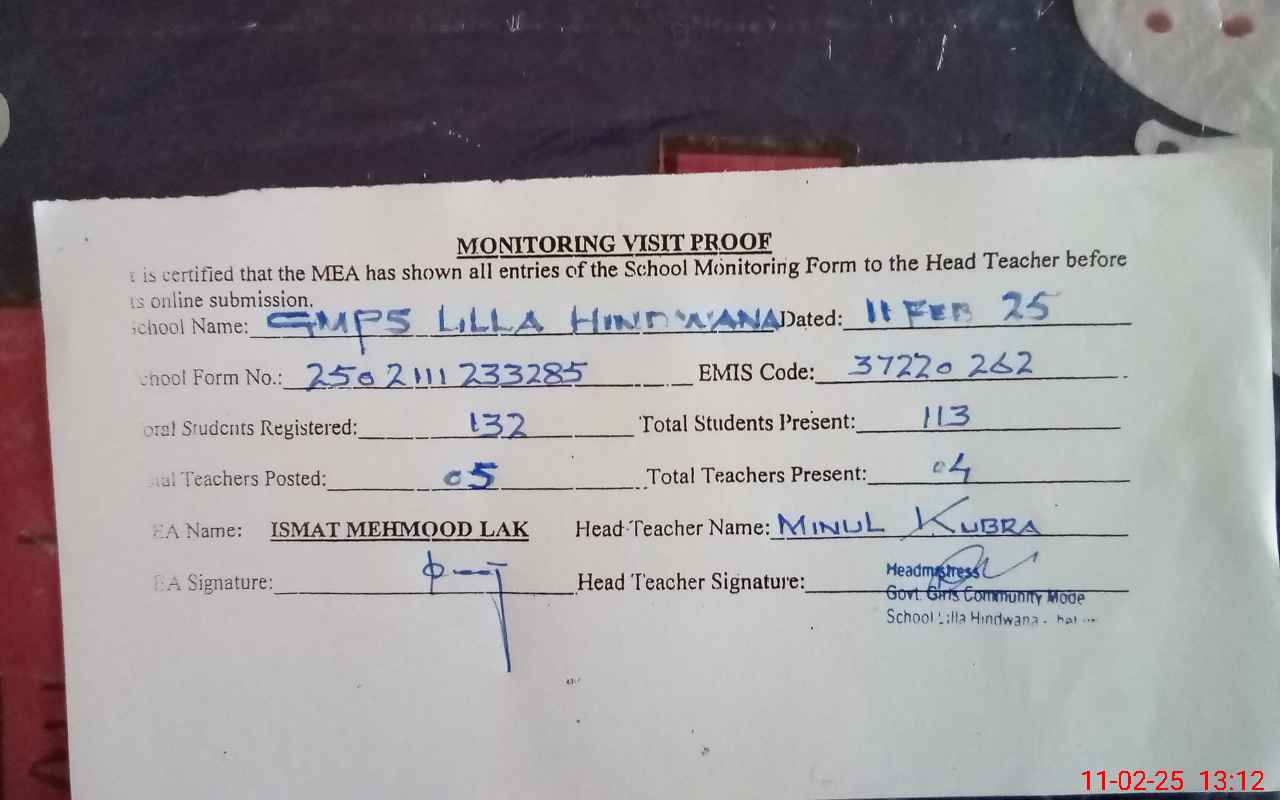 MONITORING VISIT PROOF
t is certified that the MEA has shown all entries of the School Monitoring Form to the Head Teacher before
ts online submission.
School Name: GMPS LILLA HINDWANA Dated: 11 FEB 25
chool Form No.: 2502111233285 EMIS Code: 37220262
otal Students Registered: 132 Total Students Present: 113
tal Teachers Posted: 05 Total Teachers Present: 04
EA Name: ISMAT MEHMOOD LAK Head Teacher Name: MINUL KUBRA
EA Signature: Head Teacher Signature:
Headmistress
Govt. Girls Community Mode
School Lilla Hindwana
11-02-25 13:12